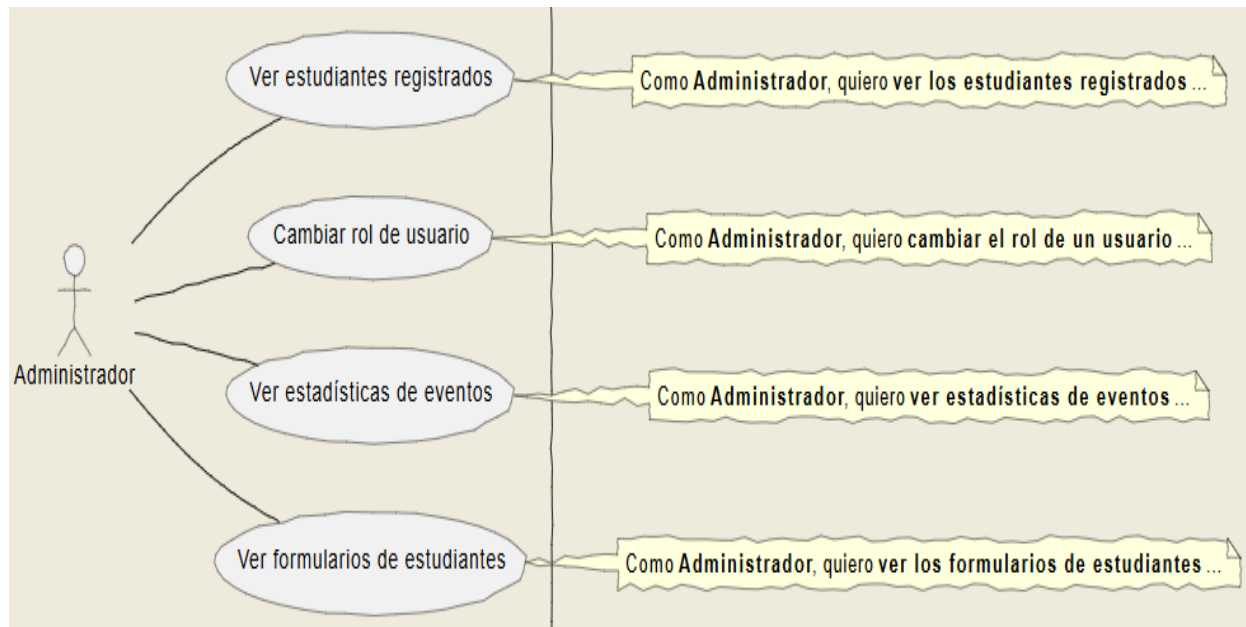 Ver estudiantes registrados
Como Administrador, quiero ver los estudiantes registrados ...
Cambiar rol de usuario
Como Administrador, quiero cambiar el rol de un usuario ...
Administrador
Ver estadísticas de eventos
Como Administrador, quiero ver estadísticas de eventos ...
Ver formularios de estudiantes
Como Administrador, quiero ver los formularios de estudiantes ...